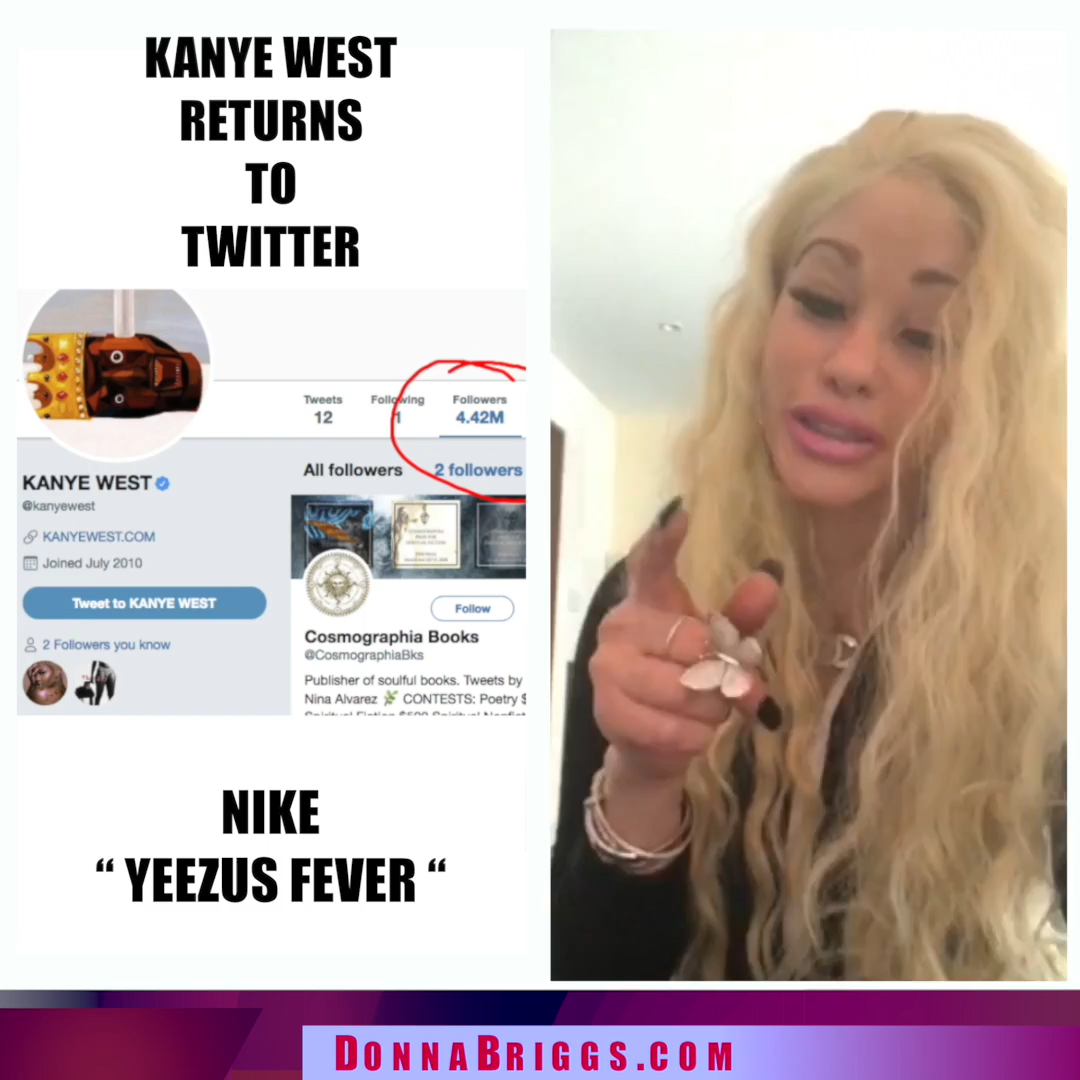 KANYE WEST
RETURNS
TO
TWITTER
Tweets Following Followers
12 1 4.42M
KANYE WEST
@kanyewest
KANYEWEST.COM
Joined July 2010
Tweet to KANYE WEST
2 Followers you know
All followers 2 followers
Follow
Cosmographia Books
@CosmographiaBks
Publisher of soulful books. Tweets by
Nina Alvarez 🌿 CONTESTS: Poetry $
NIKE
“ YEEZUS FEVER “
DONNABRIGGS.COM